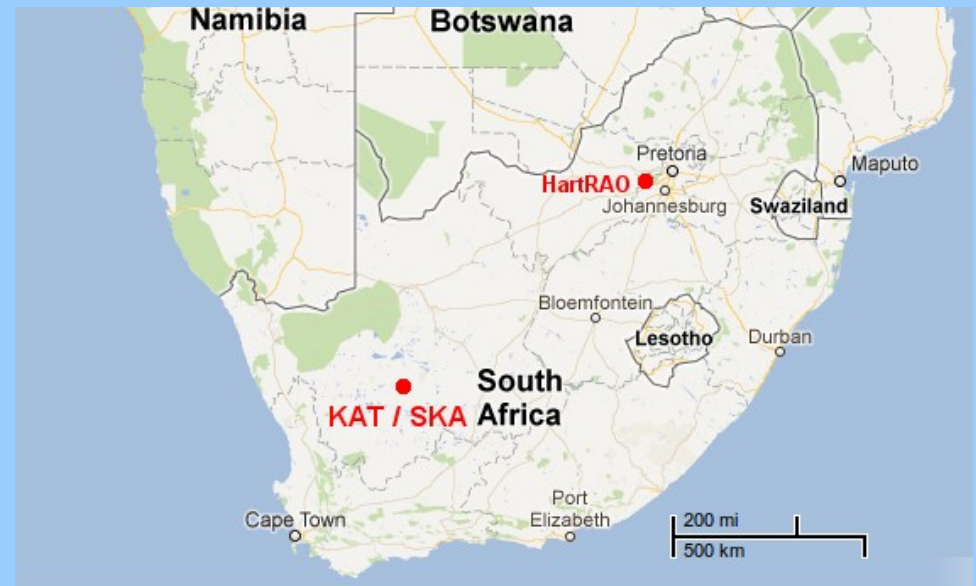 Namibia
Botswana
Pretoria
Maputo
HartRAO
Johannesburg
Swaziland
Bloemfontein
Lesotho
Durban
South
Africa
KAT / SKA
Port
Elizabeth
Cape Town
200 mi
500 km